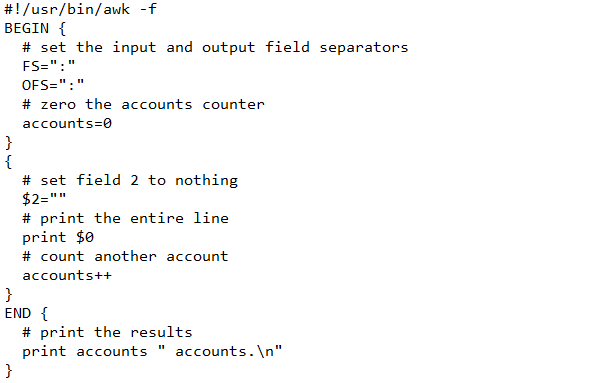 #!/usr/bin/awk -f
BEGIN {
  # set the input and output field separators
  FS=":"
  OFS=":"
  # zero the accounts counter
  accounts=0
}
{
  # set field 2 to nothing
  $2=""
  # print the entire line
  print $0
  # count another account
  accounts++
}
END {
  # print the results
  print accounts " accounts.\n"
}